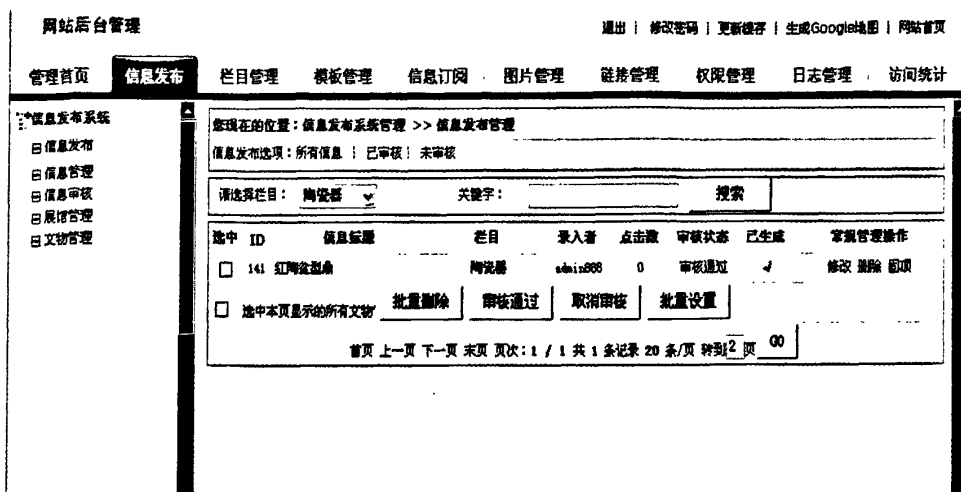 网站后台管理
退出 | 修改密码 | 更新缓存 | 生成Google地图 | 网站首页
管理首页 信息发布 栏目管理 模板管理 信息订阅 图片管理 链接管理 权限管理 日志管理 访问统计
信息发布系统
信息发布
信息管理
信息审核
展馆管理
文物管理
您现在的位置：信息发布系统管理 >> 信息发布管理
信息发布选项：所有信息 | 已审核 | 未审核
请选择栏目： 陶瓷器 关键字： 搜索
选中 ID 信息标题 栏目 录入者 点击数 审核状态 已生成 常规管理操作
141 红陶盆型鼎 陶瓷器 admin888 0 审核通过 √ 修改 删除 固顶
选中本页显示的所有文物 批量删除 审核通过 取消审核 批量设置
首页 上一页 下一页 末页 页次：1 / 1 共 1 条记录 20 条/页 转到 2 页 GO